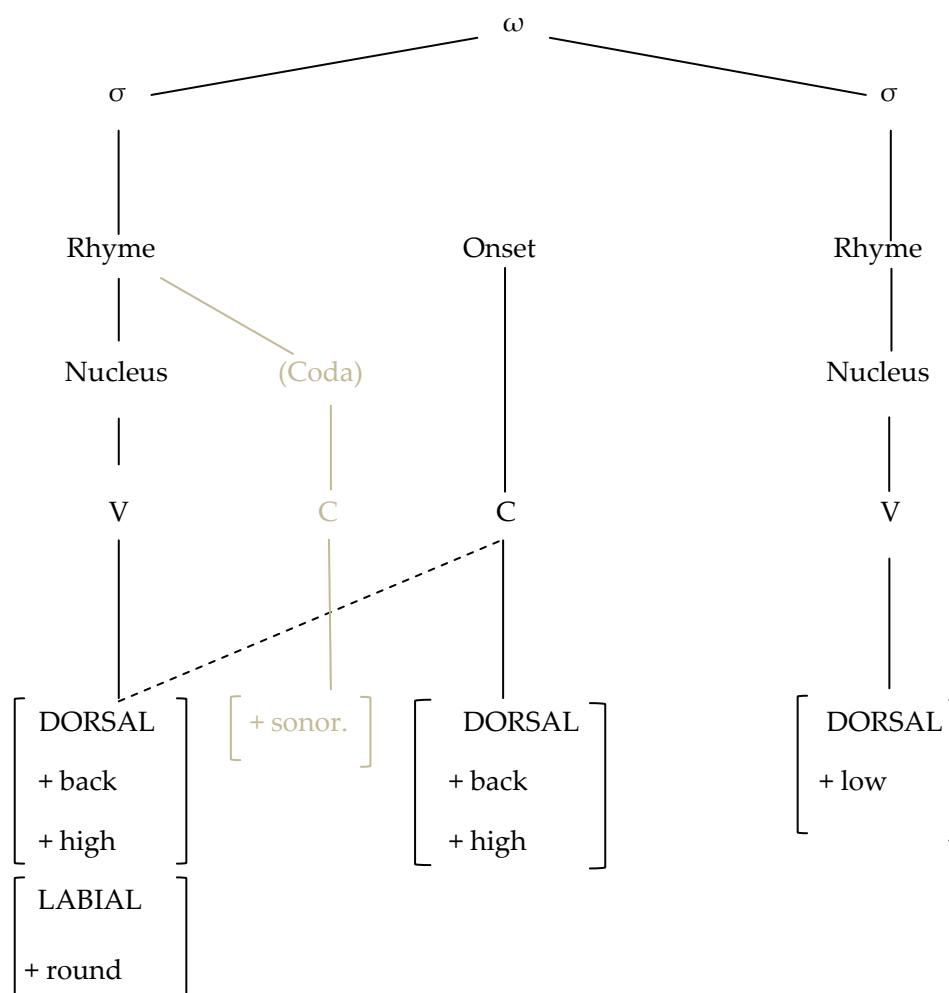 ω
σ σ
Rhyme Onset Rhyme
Nucleus (Coda) Nucleus
V C C V
DORSAL + sonor. DORSAL DORSAL
+ back + back + low
+ high + high
LABIAL
+ round